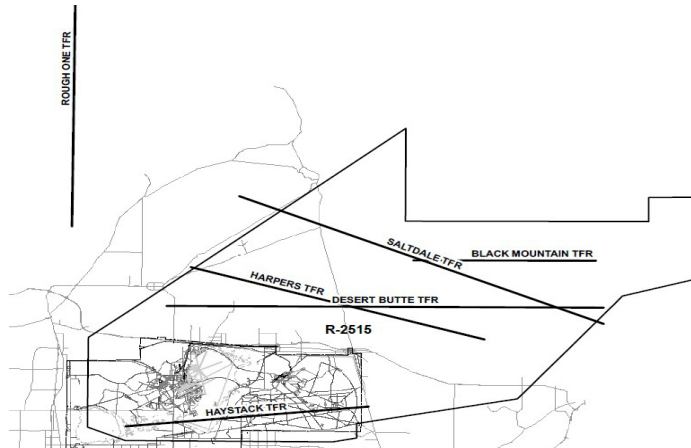 ROUGH ONE TFR
SALTDALE TFR
BLACK MOUNTAIN TFR
HARPERS TFR
DESERT BUTTE TFR
R-2515
HAYSTACK TFR